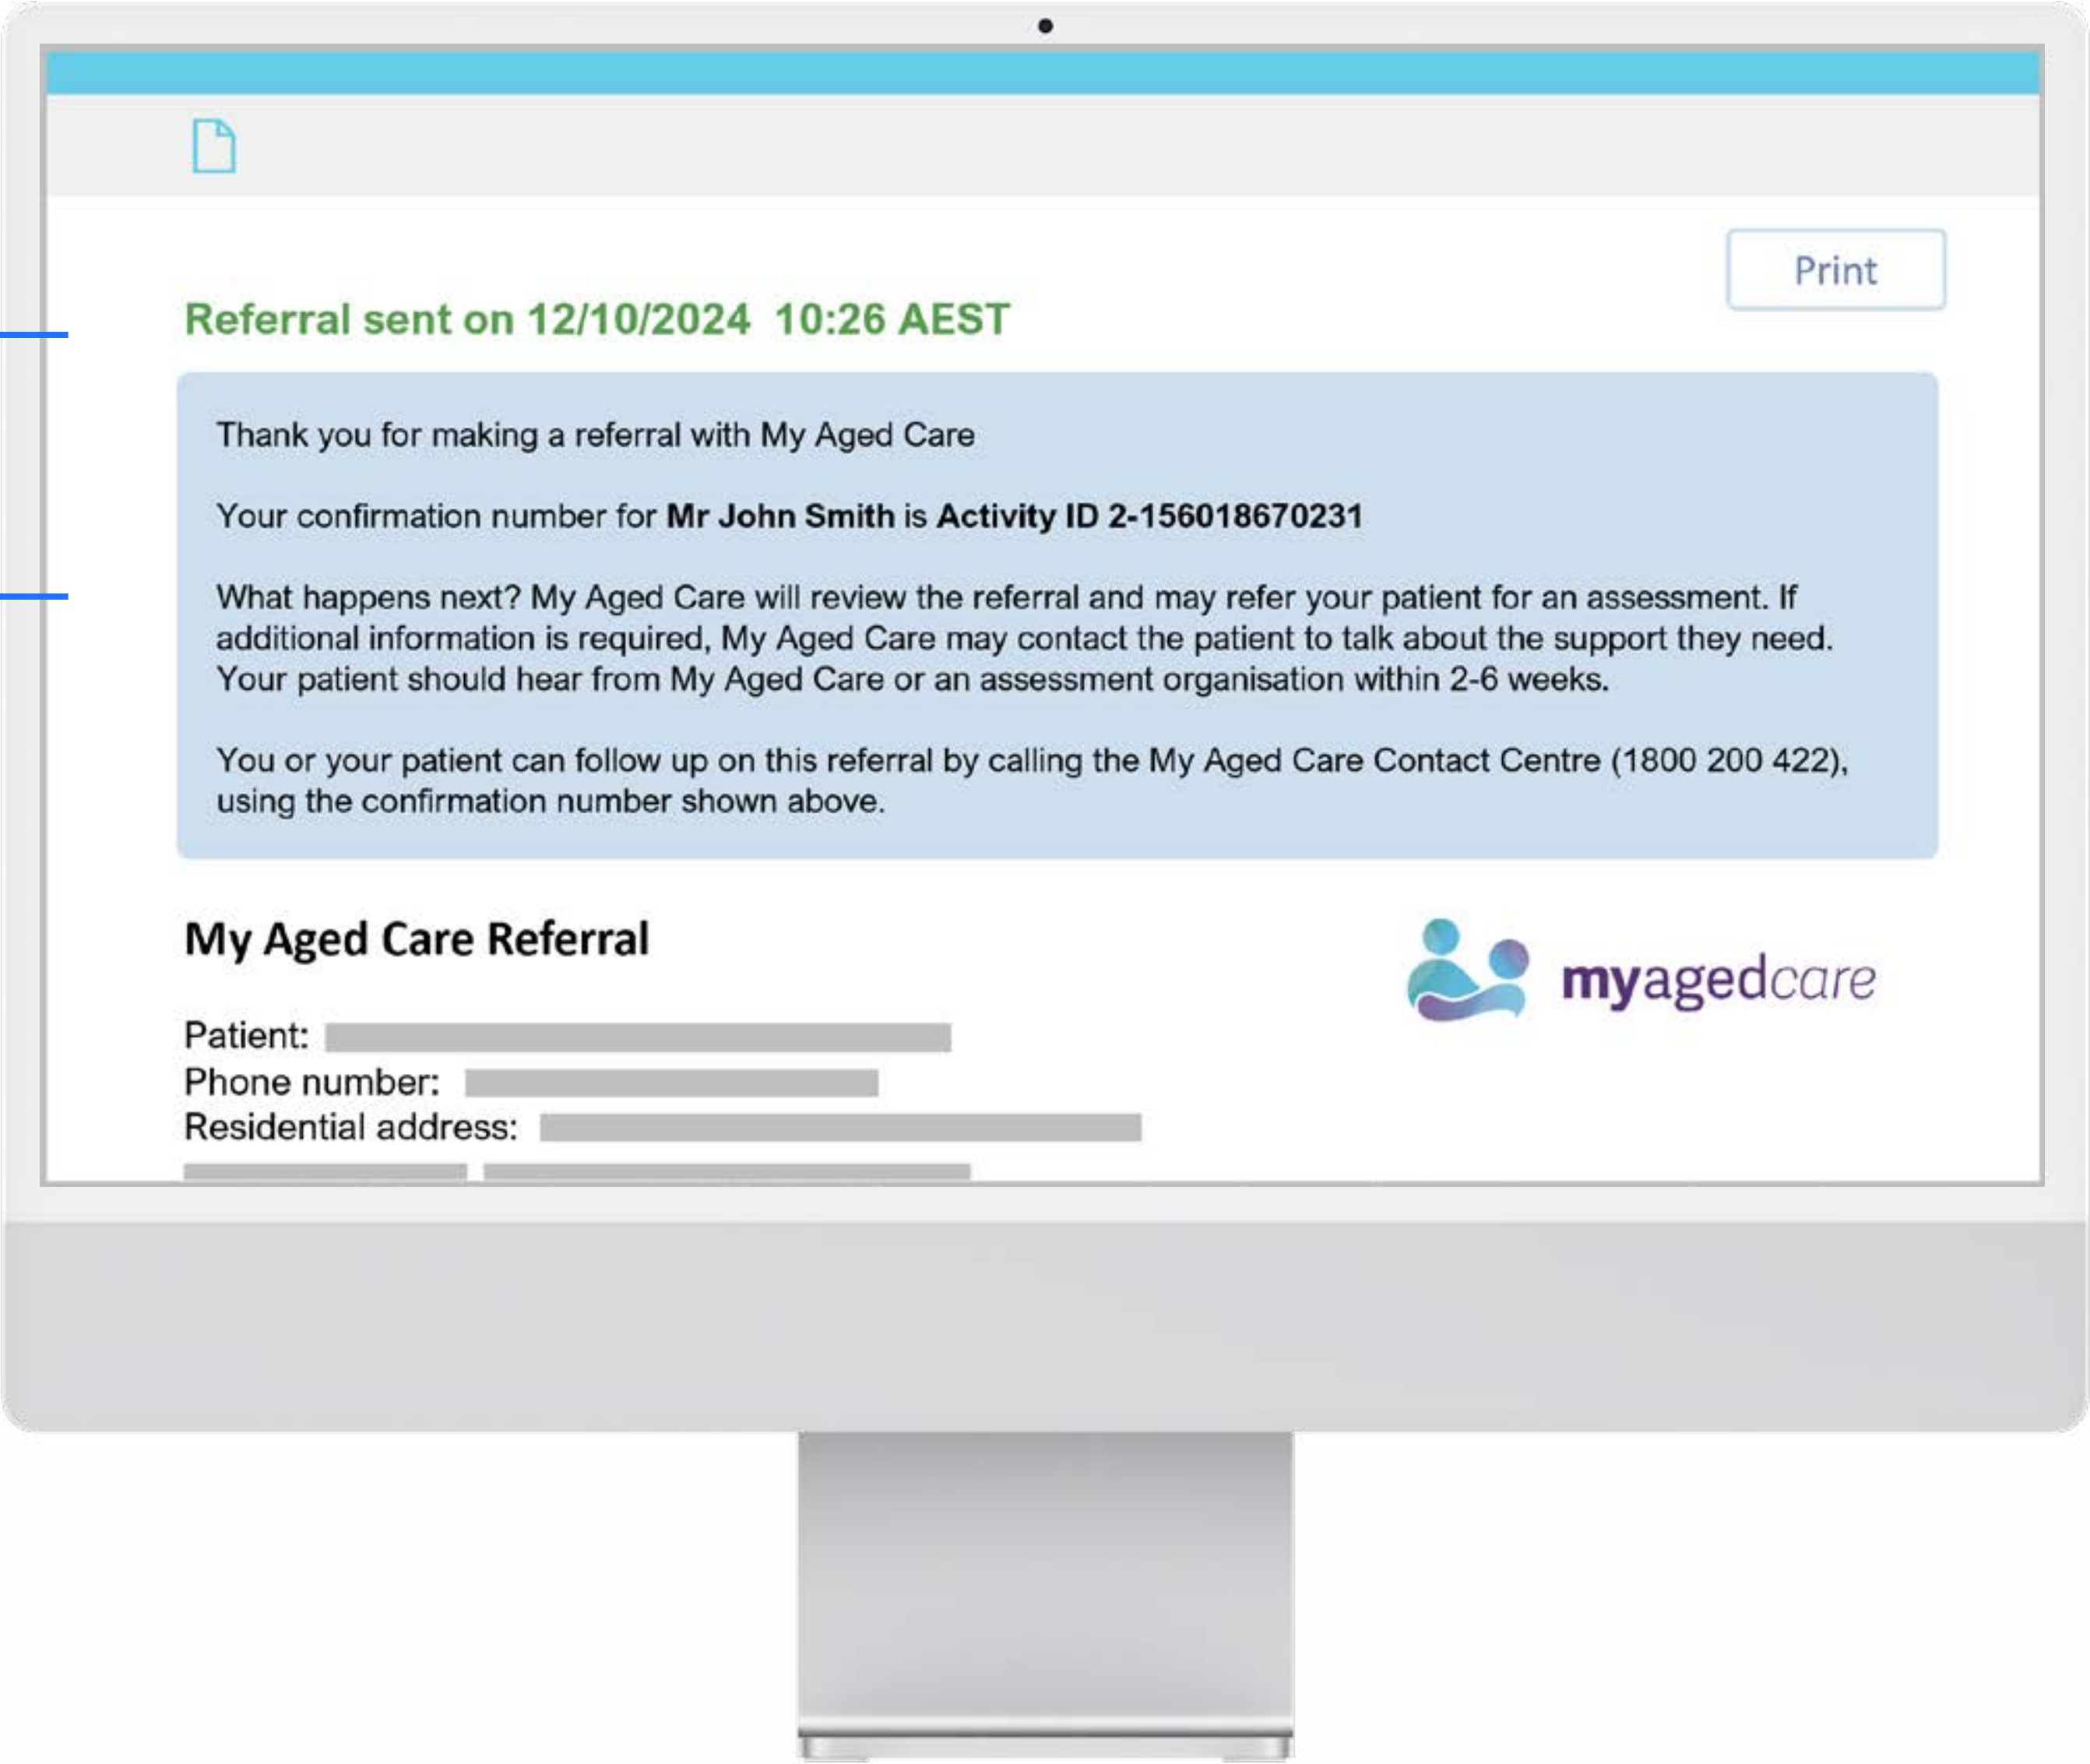 Print
Referral sent on 12/10/2024 10:26 AEST
Thank you for making a referral with My Aged Care
Your confirmation number for Mr John Smith is Activity ID 2-156018670231
What happens next? My Aged Care will review the referral and may refer your patient for an assessment. If
additional information is required, My Aged Care may contact the patient to talk about the support they need.
Your patient should hear from My Aged Care or an assessment organisation within 2-6 weeks.
You or your patient can follow up on this referral by calling the My Aged Care Contact Centre (1800 200 422),
using the confirmation number shown above.
My Aged Care Referral
myagedcare
Patient:
Phone number:
Residential address: